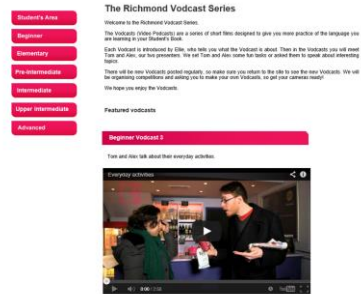 Student's Area
Beginner
Elementary
Pre-Intermediate
Intermediate
Upper Intermediate
Advanced
The Richmond Vodcast Series
Welcome to the Richmond Vodcast Series.
The Vodcasts (Video Podcasts) are a series of short films designed to give you more practice of the language you
are learning in your Student's Book.
Each Vodcast is introduced by Ellie, who tells you what the Vodcast is about. Then in the Vodcasts you will meet
Tom and Alex, our two presenters. We set Tom and Alex some fun tasks or asked them to speak about interesting
topics.
There will be new Vodcasts posted regularly, so make sure you return to the site to see the new Vodcasts. We will
be organising competitions and asking you to make your own Vodcasts, so get your cameras ready!
We hope you enjoy the Vodcasts.
Featured vodcasts
Beginner Vodcast 3
Tom and Alex talk about their everyday activities.
Everyday activities
0:00
YouTube